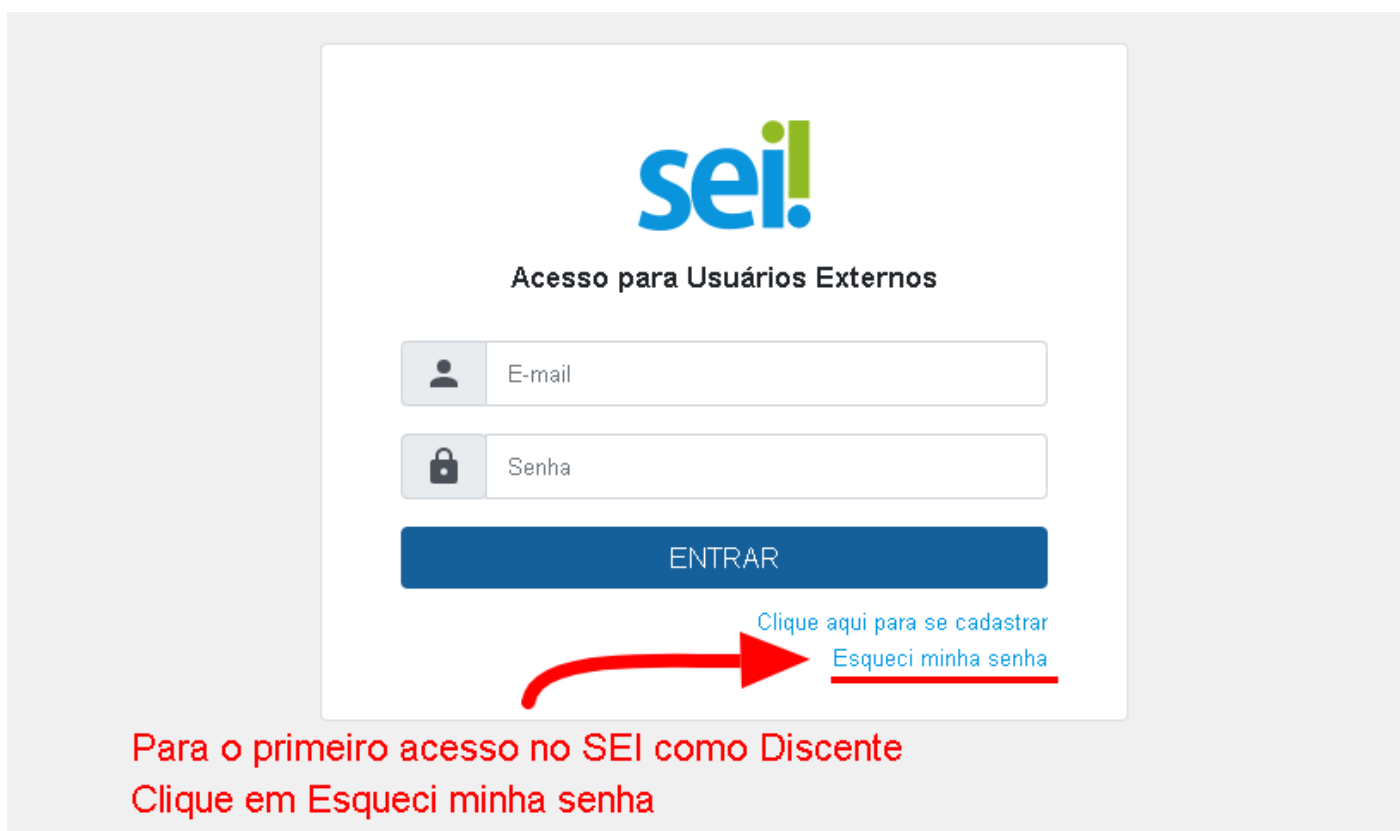 sei!
Acesso para Usuários Externos
E-mail
Senha
ENTRAR
Clique aqui para se cadastrar
Esqueci minha senha
Para o primeiro acesso no SEI como Discente
Clique em Esqueci minha senha